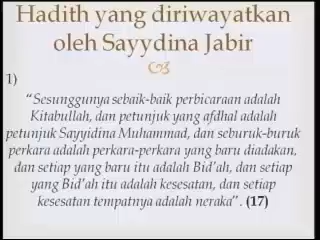 Hadith yang diriwayatkan
oleh Sayydina Jabir
1)
"Sesunggunya sebaik-baik perbicaraan adalah
Kitabullah, dan petunjuk yang afdhal adalah
petunjuk Sayyidina Muhammad, dan seburuk-buruk
perkara adalah perkara-perkara yang baru diadakan,
dan setiap yang baru itu adalah Bid'ah, dan setiap
yang Bid'ah itu adalah kesesatan, dan setiap
kesesatan tempatnya adalah neraka". (17)